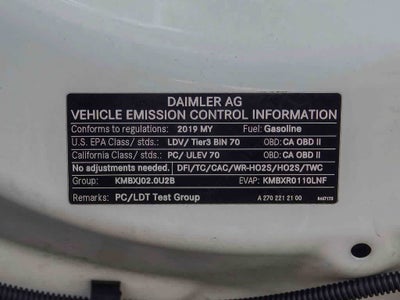 DAIMLER AG
VEHICLE EMISSION CONTROL INFORMATION
Conforms to regulations: 2019 MY Fuel: Gasoline
U.S. EPA Class/ stds: LDV/ Tier3 BIN 70 OBD: CA OBD II
California Class/ stds: PC/ ULEV 70 OBD: CA OBD II
No adjustments needed. DFI/TC/CAC/WR-HO2S/HO2S/TWC
Group: KMBXJ02.0U2B EVAP: KMBXR0110LNF
Remarks: PC/LDT Test Group A 270 221 21 00